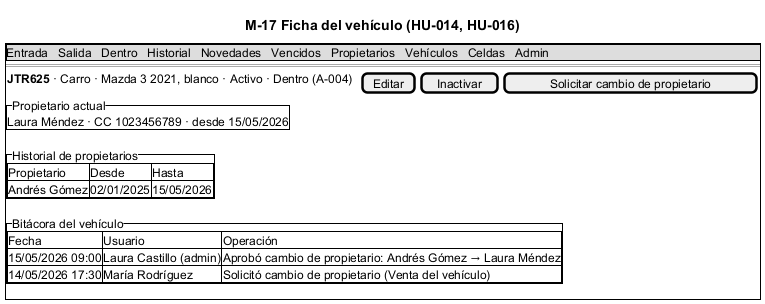 M-17 Ficha del vehículo (HU-014, HU-016)
Entrada Salida Dentro Historial Novedades Vencidos Propietarios Vehículos Celdas Admin
JTR625 · Carro · Mazda 3 2021, blanco · Activo · Dentro (A-004) Editar Inactivar Solicitar cambio de propietario
Propietario actual
Laura Méndez · CC 1023456789 · desde 15/05/2026
Historial de propietarios
Propietario Desde Hasta
Andrés Gómez 02/01/2025 15/05/2026
Bitácora del vehículo
Fecha Usuario Operación
15/05/2026 09:00 Laura Castillo (admin) Aprobó cambio de propietario: Andrés Gómez → Laura Méndez
14/05/2026 17:30 María Rodríguez Solicitó cambio de propietario (Venta del vehículo)